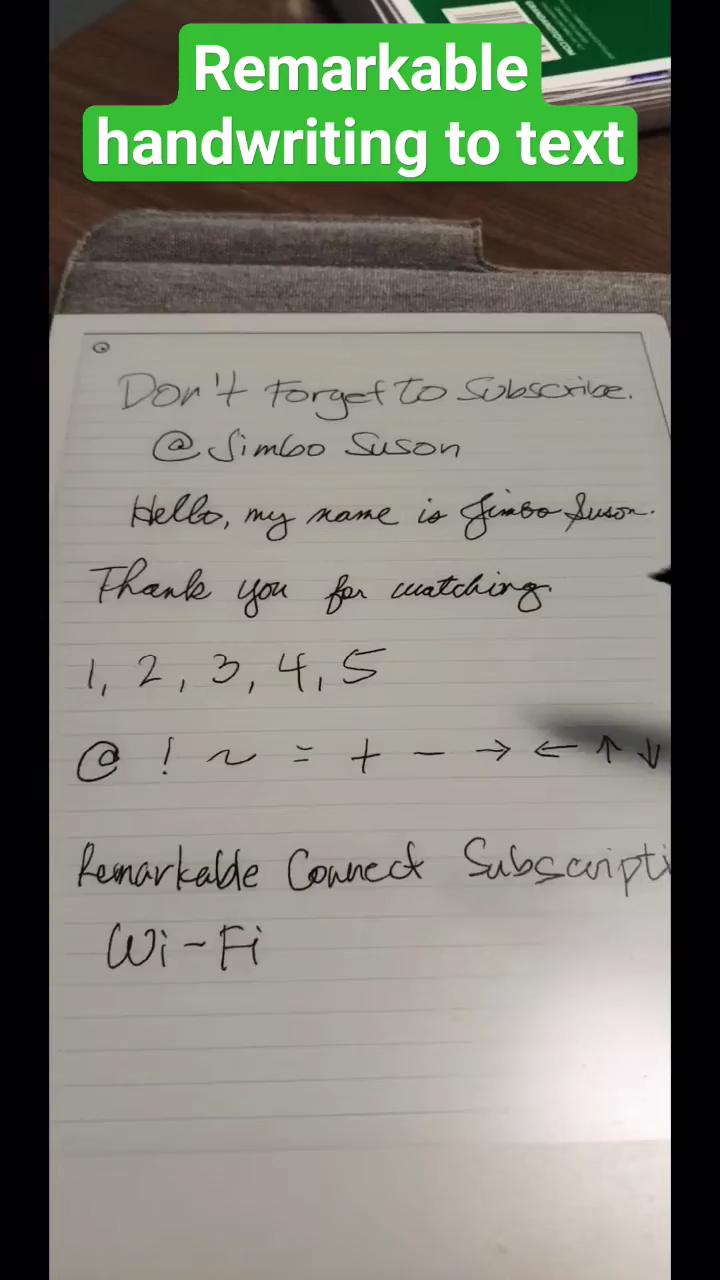 Remarkable
handwriting to text
Don't Forget To Subscribe.
@Jimbo Suson
Hello, my name is Jimbo Suson.
Thank you for watching.
1, 2, 3, 4, 5
@ ! ~ = + - → ← ↑ ↓
Remarkable Connect Subscripti
Wi-Fi